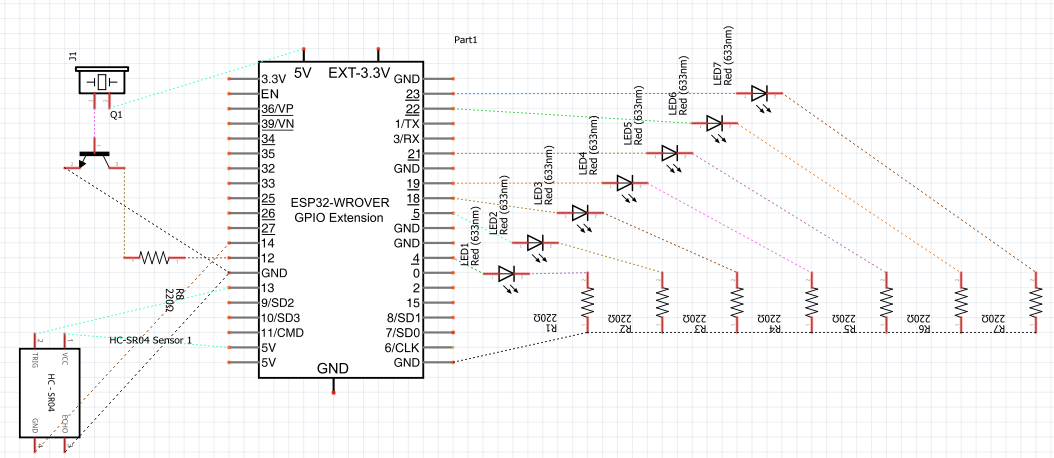 J1
Q1
Part1
5V
EXT-3.3V
3.3V
EN
36/VP
39/VN
34
35
32
33
25
26
27
14
12
GND
13
9/SD2
10/SD3
11/CMD
5V
5V
GND
ESP32-WROVER
GPIO Extension
GND
23
22
1/TX
3/RX
21
GND
19
18
5
GND
GND
4
0
2
15
8/SD1
7/SD0
6/CLK
GND
LED1
Red (633nm)
LED2
Red (633nm)
LED3
Red (633nm)
LED4
Red (633nm)
LED5
Red (633nm)
LED6
Red (633nm)
LED7
Red (633nm)
R1
220Ω
R2
220Ω
R3
220Ω
R4
220Ω
R5
220Ω
R6
220Ω
R7
220Ω
R8
220Ω
HC-SR04 Sensor 1
TRIG
VCC
HC - SR04
GND
ECHO